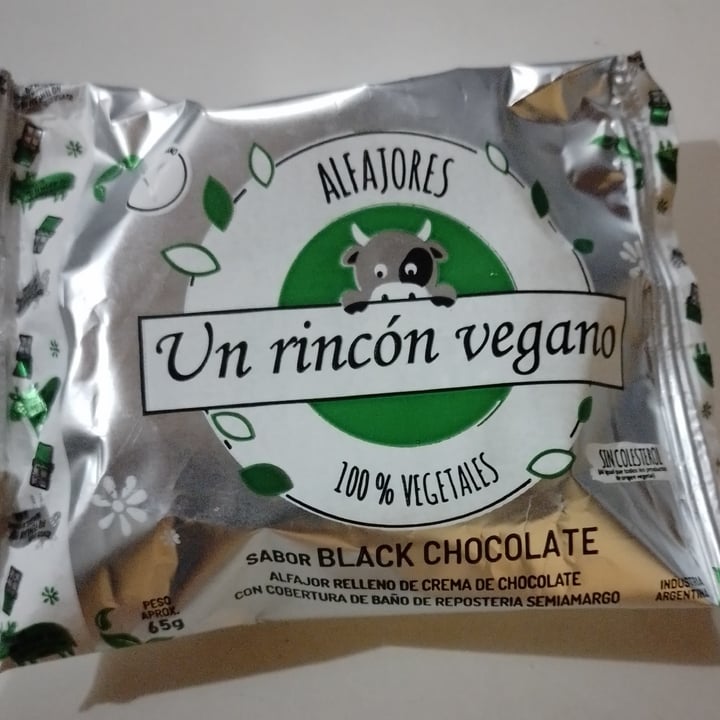 ALFAJORES
Un rincón vegano
100 % VEGETALES
SIN COLESTEROL
SABOR BLACK CHOCOLATE
ALFAJOR RELLENO DE CREMA DE CHOCOLATE
CON COBERTURA DE BAÑO DE REPOSTERIA SEMIAMARGO
PESO
APROX.
65g
INDUSTRIA
ARGENTINA